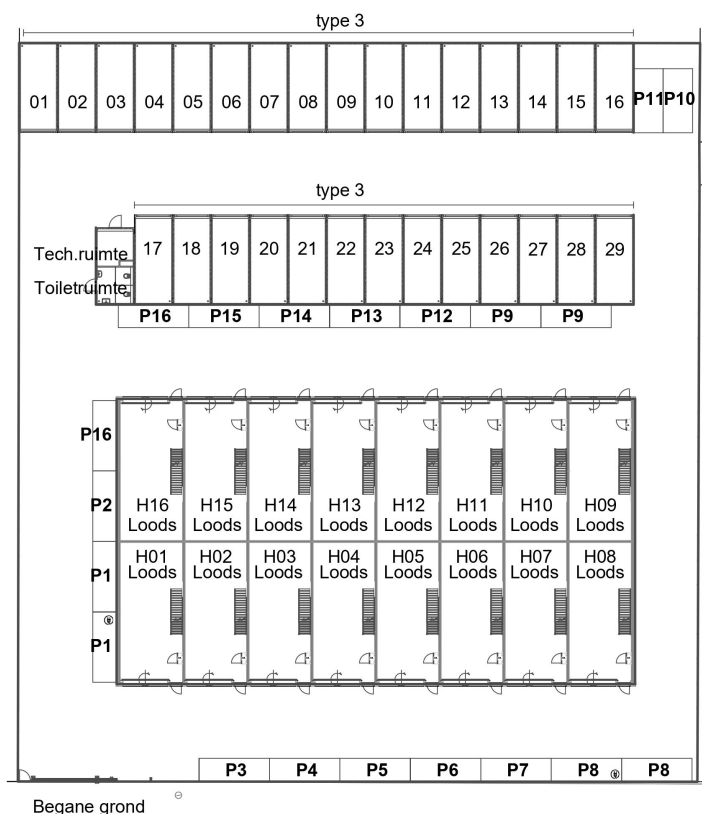 type 3
01 02 03 04 05 06 07 08 09 10 11 12 13 14 15 16 P11 P10
type 3
17 18 19 20 21 22 23 24 25 26 27 28 29
Tech.ruimte
Toiletruimte
P16 P15 P14 P13 P12 P9 P9
P16
P2 H16 H15 H14 H13 H12 H11 H10 H09
Loods Loods Loods Loods Loods Loods Loods Loods
H01 H02 H03 H04 H05 H06 H07 H08
P1 Loods Loods Loods Loods Loods Loods Loods Loods
P1
P3 P4 P5 P6 P7 P8 P8
Begane grond